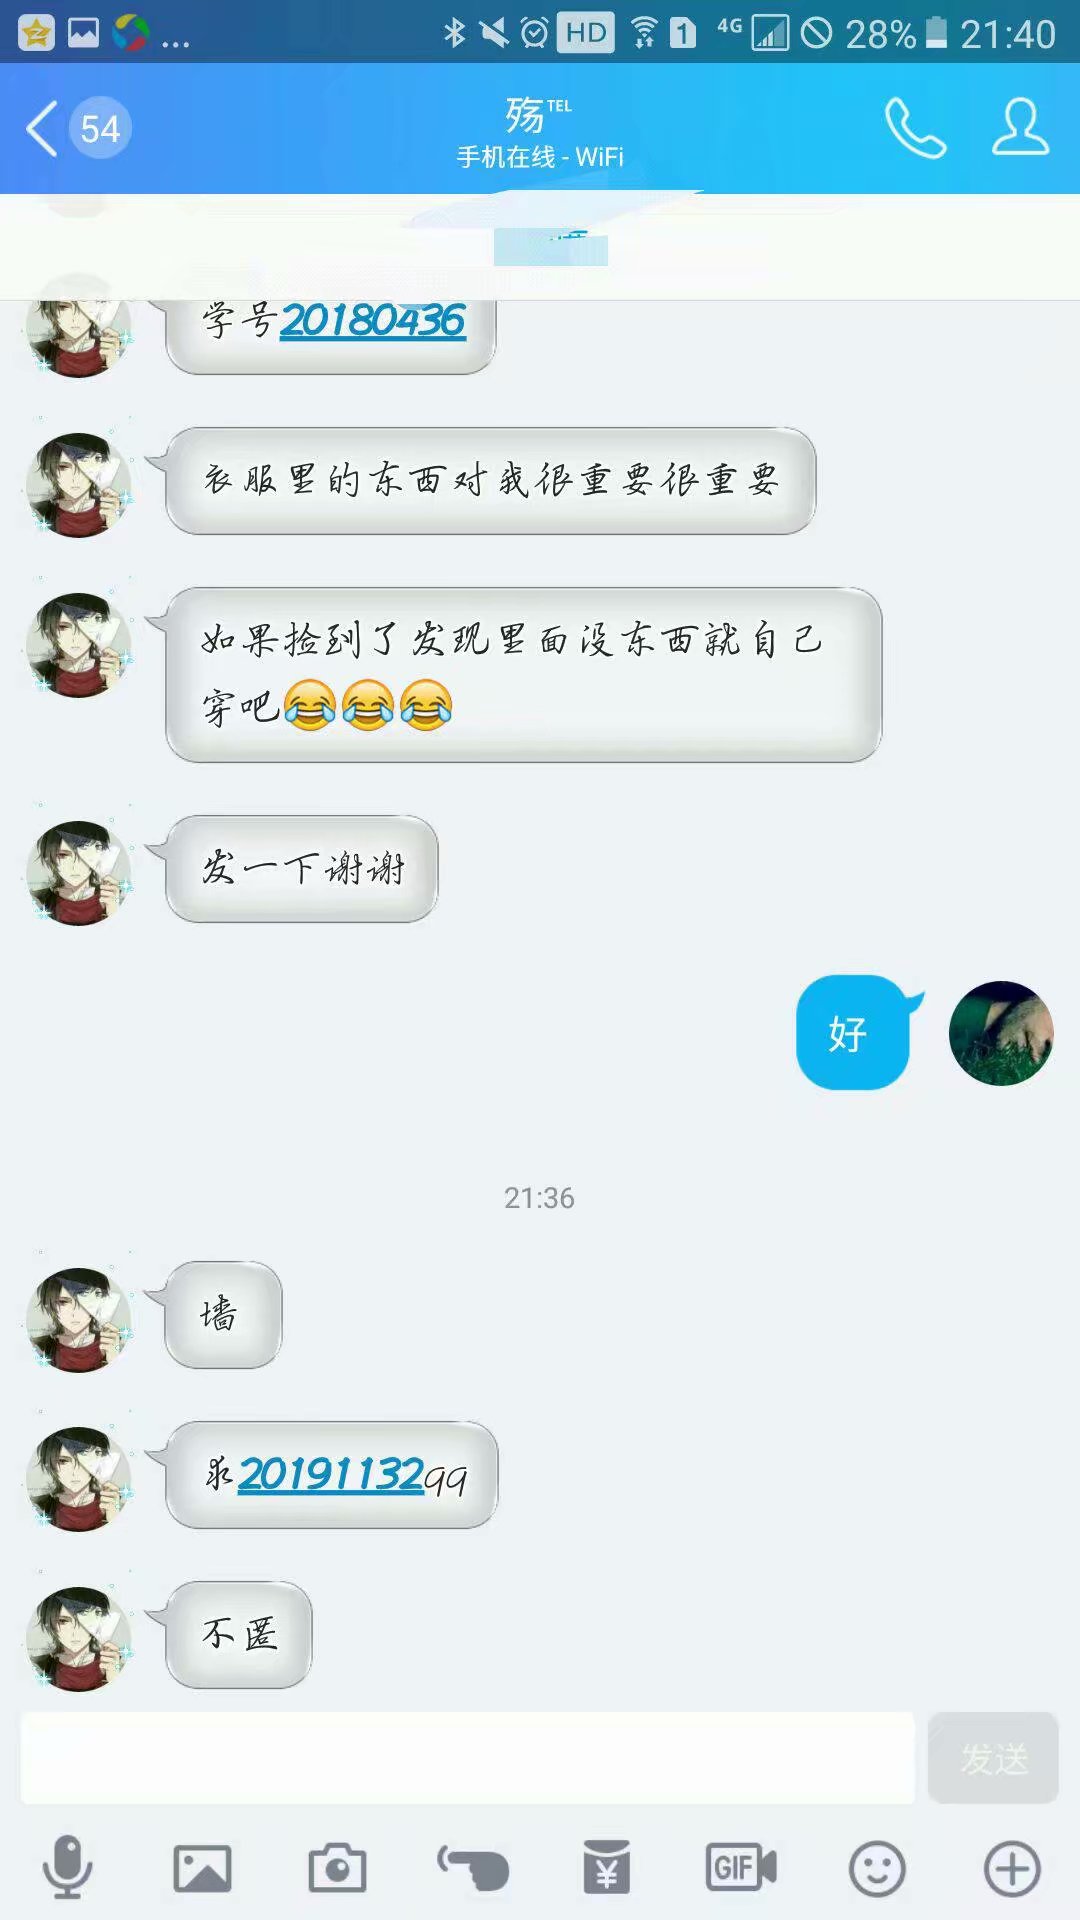 ... HD 1 4G 28% 21:40
54
殇TEL
手机在线 - WiFi
学号20180436
衣服里的东西对我很重要很重要
如果捡到了发现里面没东西就自己
穿吧😂😂😂
发一下谢谢
好
21:36
墙
求20191132qq
不匿
发送
GIF